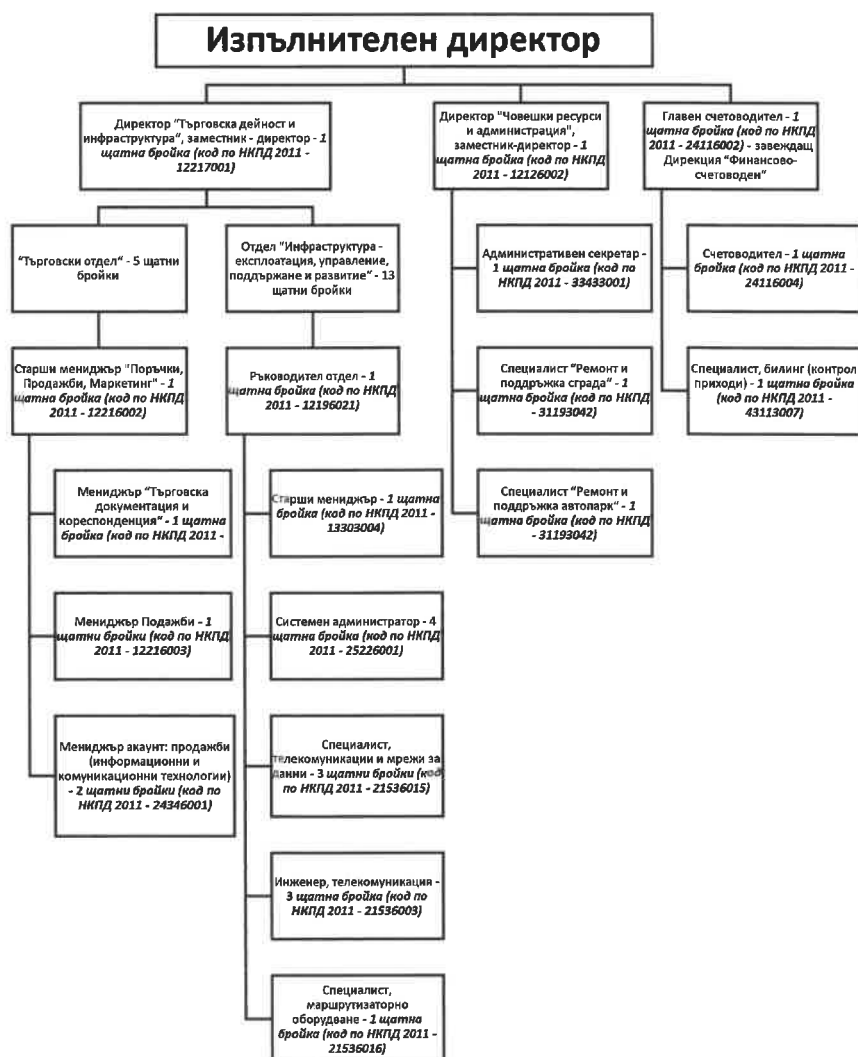 Изпълнителен директор
Директор "Търговска дейност и
инфраструктура", заместник - директор - 1
щатна бройка (код по НКПД 2011 -
12217001)
"Търговски отдел" - 5 щатни
бройки
Старши мениджър "Поръчки,
Продажби, Маркетинг" - 1
щатна бройка (код по НКПД
2011 - 12216002)
Мениджър "Търговска
документация и
кореспонденция" - 1 щатна
бройка (код по НКПД 2011 -
Мениджър Подажби - 1
щатни бройки (код по НКПД
2011 - 12216003)
Мениджър акаунт: продажби
(информационни и
комуникационни технологии)
- 2 щатни бройки (код по
НКПД 2011 - 24346001)
Отдел "Инфраструктура -
експлоатация, управление,
поддържане и развитие" - 13
щатни бройки
Ръководител отдел - 1
щатна бройка (код по НКПД
2011 - 12196021)
Старши мениджър - 1 щатна
бройка (код по НКПД 2011 -
13303004)
Системен администратор - 4
щатна бройка (код по НКПД
2011 - 25226001)
Специалист,
телекомуникации и мрежи за
данни - 3 щатни бройки (код
по НКПД 2011 - 21536015)
Инженер, телекомуникация -
3 щатна бройка (код по
НКПД 2011 - 21536003)
Специалист,
маршрутизаторно
оборудване - 1 щатна
бройка (код по НКПД 2011 -
21536016)
Директор "Човешки ресурси
и администрация",
заместник-директор - 1
щатна бройка (код по НКПД
2011 - 12126002)
Административен секретар -
1 щатна бройка (код по
НКПД 2011 - 33433001)
Специалист "Ремонт и
поддръжка сграда" - 1
щатна бройка (код по НКПД
- 31193042)
Специалист "Ремонт и
поддръжка автопарк" - 1
щатна бройка (код по НКПД
- 31193042)
Главен счетоводител - 1
щатна бройка (код по НКПД
2011 - 24116002) - завеждащ
Дирекция "Финансово-
счетоводен"
Счетоводител - 1 щатна
бройка (код по НКПД 2011 -
24116004)
Специалист, билинг (контрол
приходи) - 1 щатна бройка
(код по НКПД 2011 -
43113007)